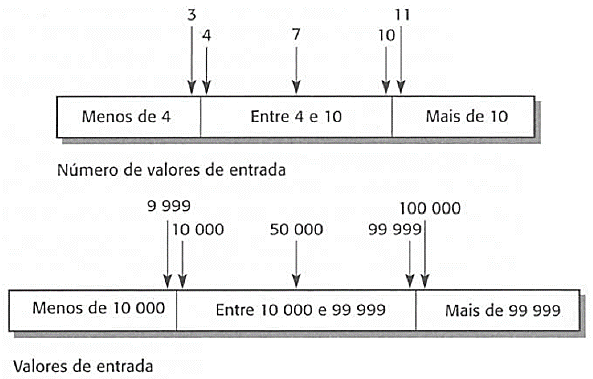 3 11
4 7 10
Menos de 4 Entre 4 e 10 Mais de 10
Número de valores de entrada
9 999 100 000
10 000 50 000 99 999
Menos de 10 000 Entre 10 000 e 99 999 Mais de 99 999
Valores de entrada